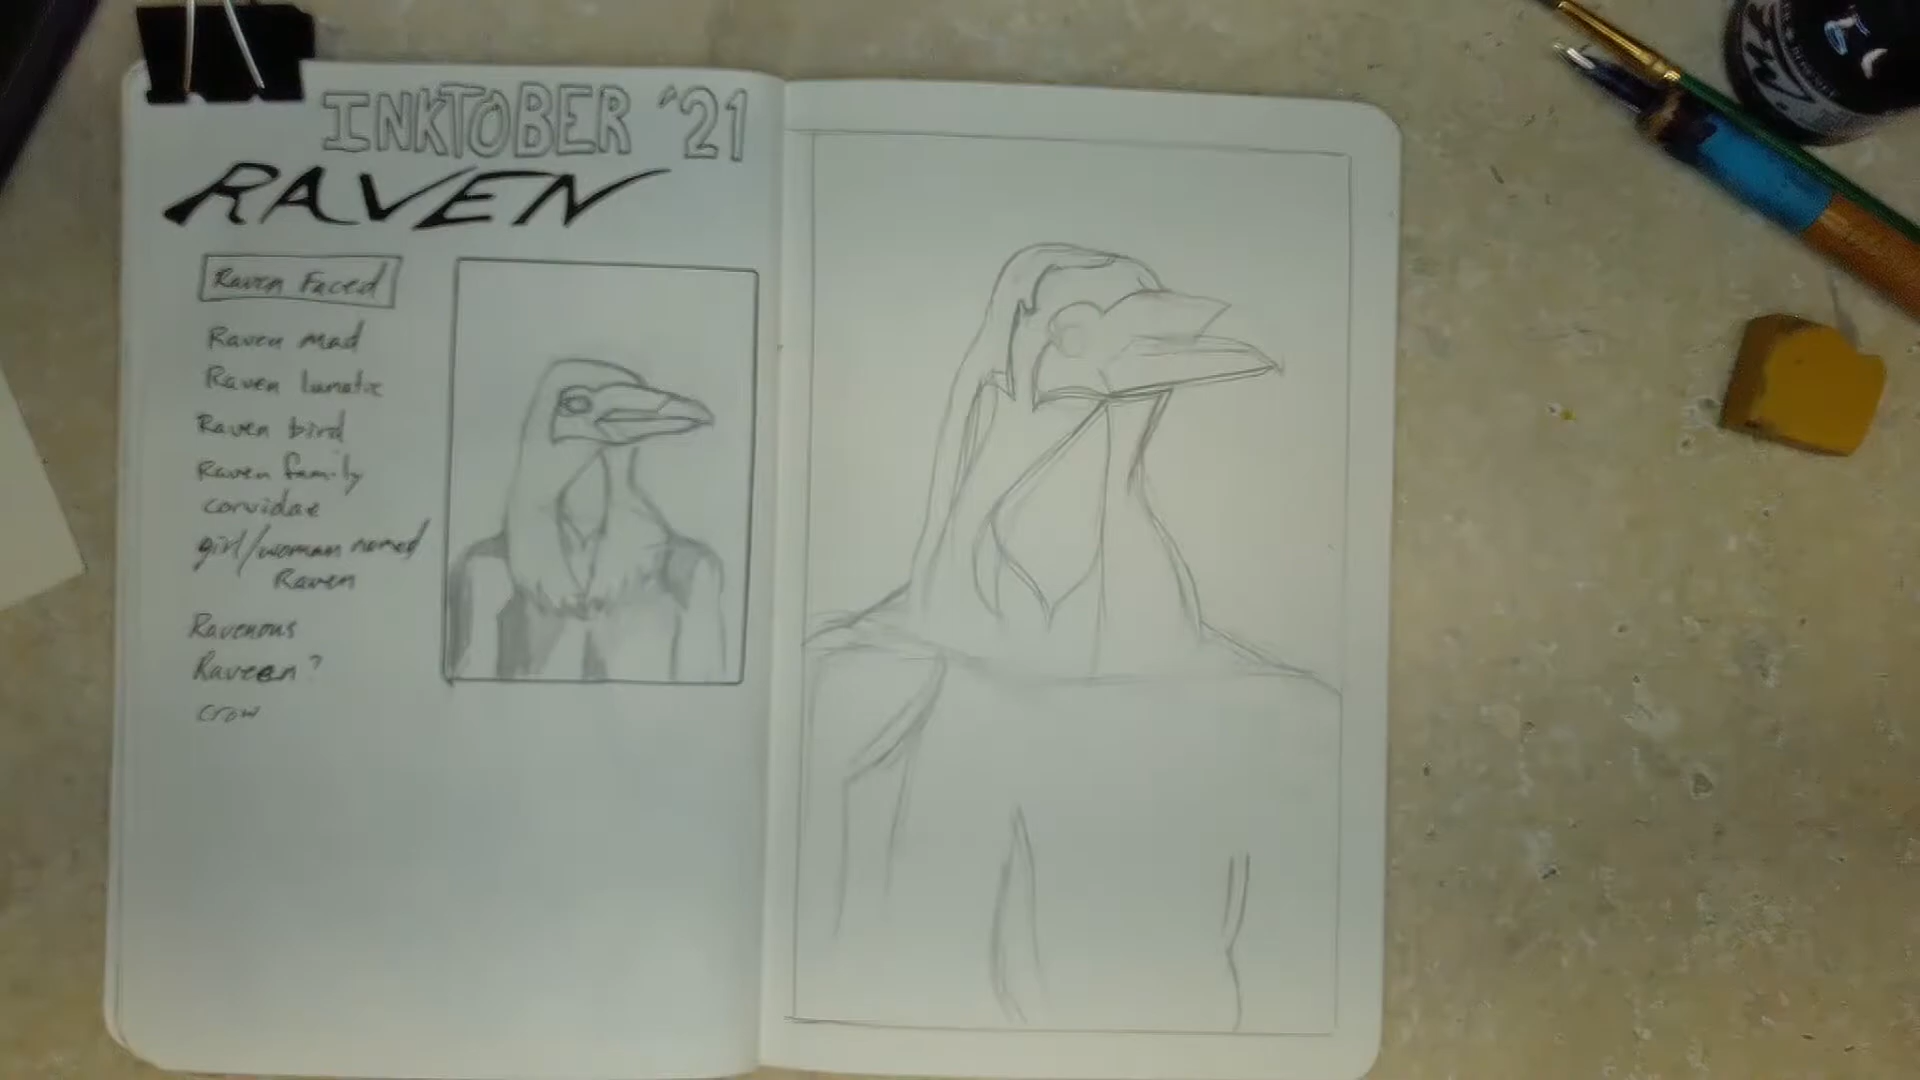 INKTOBER '21
RAVEN
Raven Faced
Raven mad
Raven lunatic
Raven bird
Raven family
corvidae
girl/woman named
Raven
Ravenous
Raveen?
crow